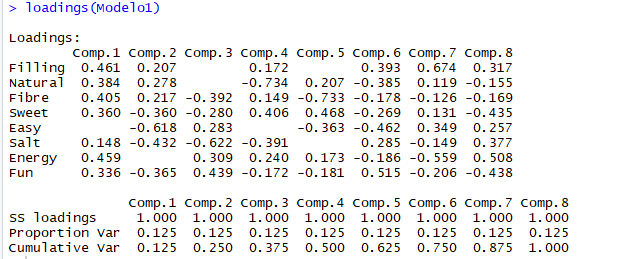 > loadings(Modelo1)
Loadings:
        Comp.1 Comp.2 Comp.3 Comp.4 Comp.5 Comp.6 Comp.7 Comp.8
Filling  0.461  0.207         0.172         0.393  0.674  0.317
Natural  0.384  0.278        -0.734  0.207 -0.385  0.119 -0.155
Fibre    0.405  0.217 -0.392  0.149 -0.733 -0.178 -0.126 -0.169
Sweet    0.360 -0.360 -0.280  0.406  0.468 -0.269  0.131 -0.435
Easy           -0.618  0.283        -0.363 -0.462  0.349  0.257
Salt     0.148 -0.432 -0.622 -0.391         0.285 -0.149  0.377
Energy   0.459         0.309  0.240  0.173 -0.186 -0.559  0.508
Fun      0.336 -0.365  0.439 -0.172 -0.181  0.515 -0.206 -0.438
               Comp.1 Comp.2 Comp.3 Comp.4 Comp.5 Comp.6 Comp.7 Comp.8
SS loadings     1.000  1.000  1.000  1.000  1.000  1.000  1.000  1.000
Proportion Var  0.125  0.125  0.125  0.125  0.125  0.125  0.125  0.125
Cumulative Var  0.125  0.250  0.375  0.500  0.625  0.750  0.875  1.000